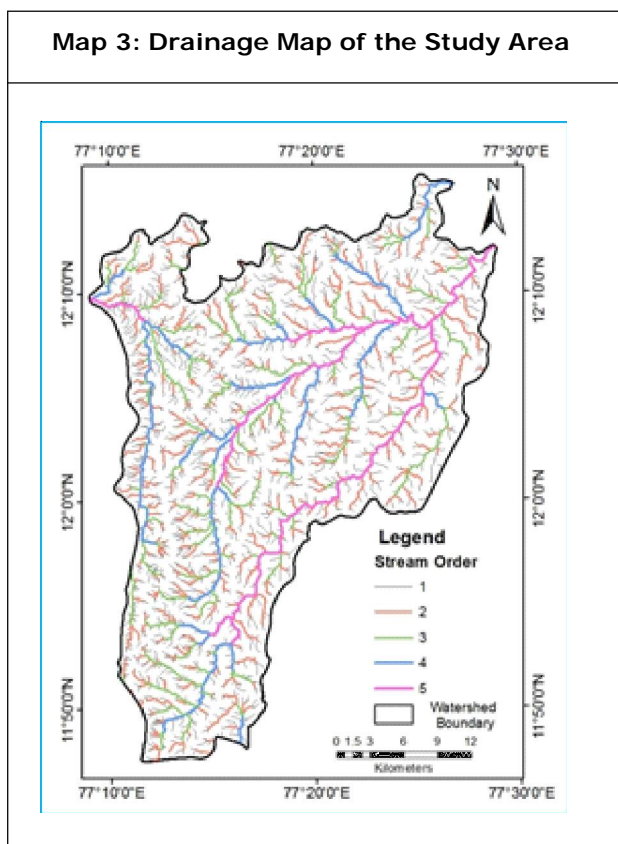 Map 3: Drainage Map of the Study Area
77°10'0"E 77°20'0"E 77°30'0"E
N
12°10'0"N 12°10'0"N
12°0'0"N 12°0'0"N
Legend
Stream Order
1
2
3
4
5
Watershed
Boundary
11°50'0"N 11°50'0"N
0 1.5 3 6 9 12
Kilometers
77°10'0"E 77°20'0"E 77°30'0"E